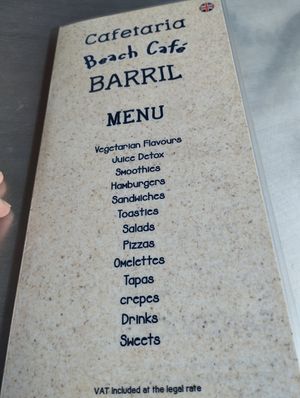 Cafetaria
Beach Café
BARRIL
MENU
Vegetarian Flavours
Juice Detox
Smoothies
Hamburgers
Sandwiches
Toasties
Salads
Pizzas
Omelettes
Tapas
crepes
Drinks
Sweets
VAT included at the legal rate